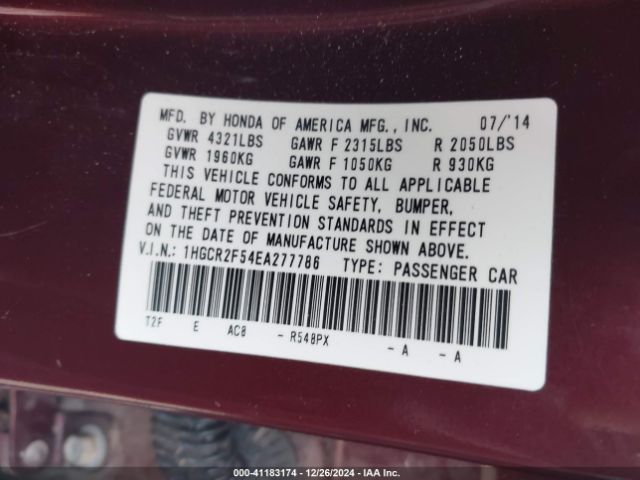 MFD. BY HONDA OF AMERICA MFG., INC. 07/'14
GVWR 4321LBS GAWR F 2315LBS R 2050LBS
GVWR 1960KG GAWR F 1050KG R 930KG
THIS VEHICLE CONFORMS TO ALL APPLICABLE
FEDERAL MOTOR VEHICLE SAFETY, BUMPER,
AND THEFT PREVENTION STANDARDS IN EFFECT
ON THE DATE OF MANUFACTURE SHOWN ABOVE.
V.I.N.: 1HGCR2F54EA277786 TYPE: PASSENGER CAR
T2F E AC0 - R548PX - A - A
000-41183174 | 12/26/2024 - IAA Inc.